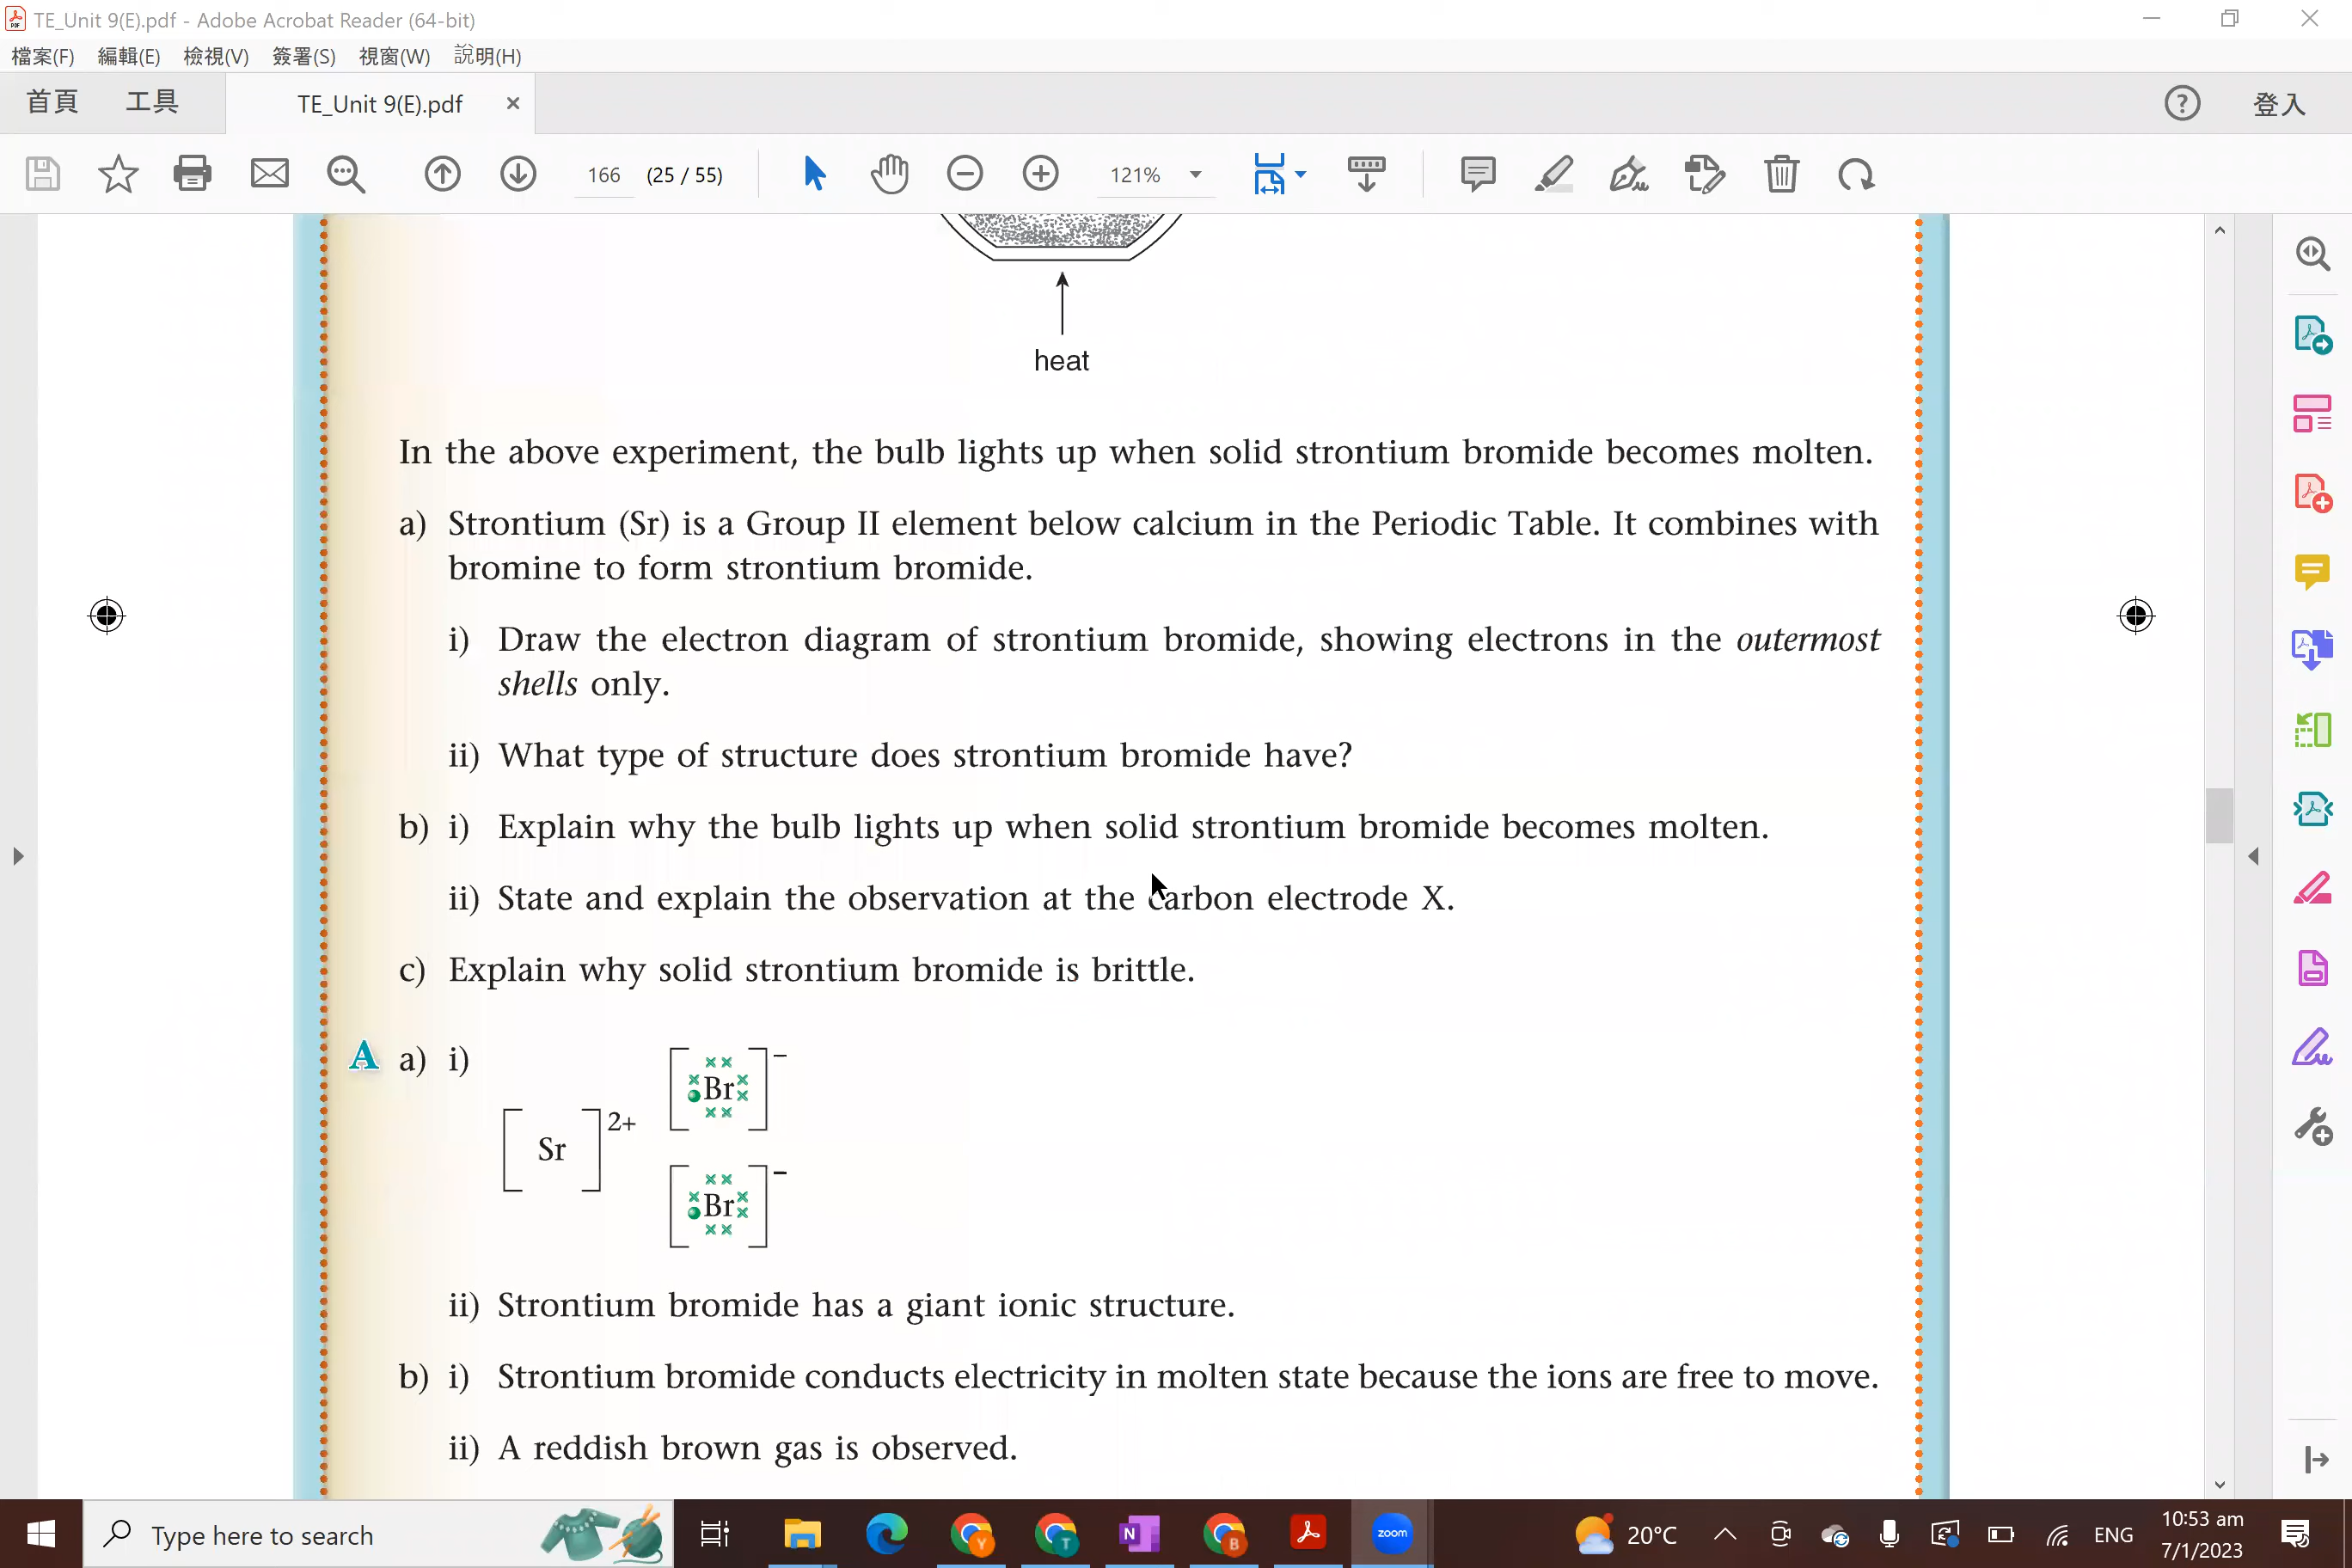 TE_Unit 9(E).pdf - Adobe Acrobat Reader (64-bit)
檔案(F) 編輯(E) 檢視(V) 簽署(S) 視窗(W) 說明(H)
首頁 工具 TE_Unit 9(E).pdf × ? 登入
166 (25 / 55) 121%
heat
In the above experiment, the bulb lights up when solid strontium bromide becomes molten.
a) Strontium (Sr) is a Group II element below calcium in the Periodic Table. It combines with
bromine to form strontium bromide.
i) Draw the electron diagram of strontium bromide, showing electrons in the outermost
shells only.
ii) What type of structure does strontium bromide have?
b) i) Explain why the bulb lights up when solid strontium bromide becomes molten.
ii) State and explain the observation at the carbon electrode X.
c) Explain why solid strontium bromide is brittle.
A a) i)
[Br]−
[Sr]2+
[Br]−
ii) Strontium bromide has a giant ionic structure.
b) i) Strontium bromide conducts electricity in molten state because the ions are free to move.
ii) A reddish brown gas is observed.
Type here to search
Y T N B zoom
20°C ENG
10:53 am
7/1/2023